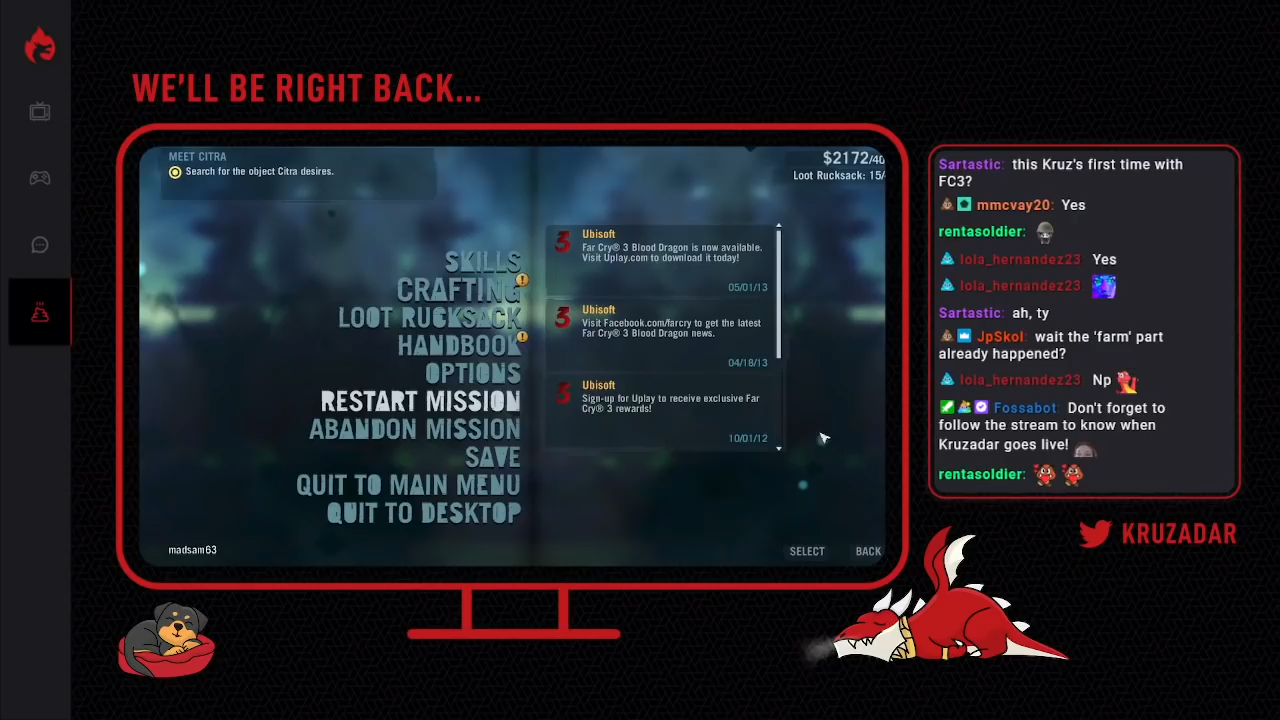 WE'LL BE RIGHT BACK...
MEET CITRA
Search for the object Citra desires.
$2172/40
Loot Rucksack: 15/4
SKILLS
CRAFTING
LOOT RUCKSACK
HANDBOOK
OPTIONS
RESTART MISSION
ABANDON MISSION
SAVE
QUIT TO MAIN MENU
QUIT TO DESKTOP
Ubisoft
Far Cry® 3 Blood Dragon is now available.
Visit Uplay.com to download it today!
05/01/13
Ubisoft
Visit Facebook.com/farcry to get the latest
Far Cry® 3 Blood Dragon news.
04/18/13
Ubisoft
Sign-up for Uplay to receive exclusive Far
Cry® 3 rewards!
10/01/12
madsam63
SELECT
BACK
Sartastic: this Kruz's first time with
FC3?
mmcvay20: Yes
rentasoldier:
lola_hernandez23 Yes
lola_hernandez23
Sartastic: ah, ty
JpSkol: wait the 'farm' part
already happened?
lola_hernandez23 Np
Fossabot: Don't forget to
follow the stream to know when
Kruzadar goes live!
rentasoldier:
KRUZADAR